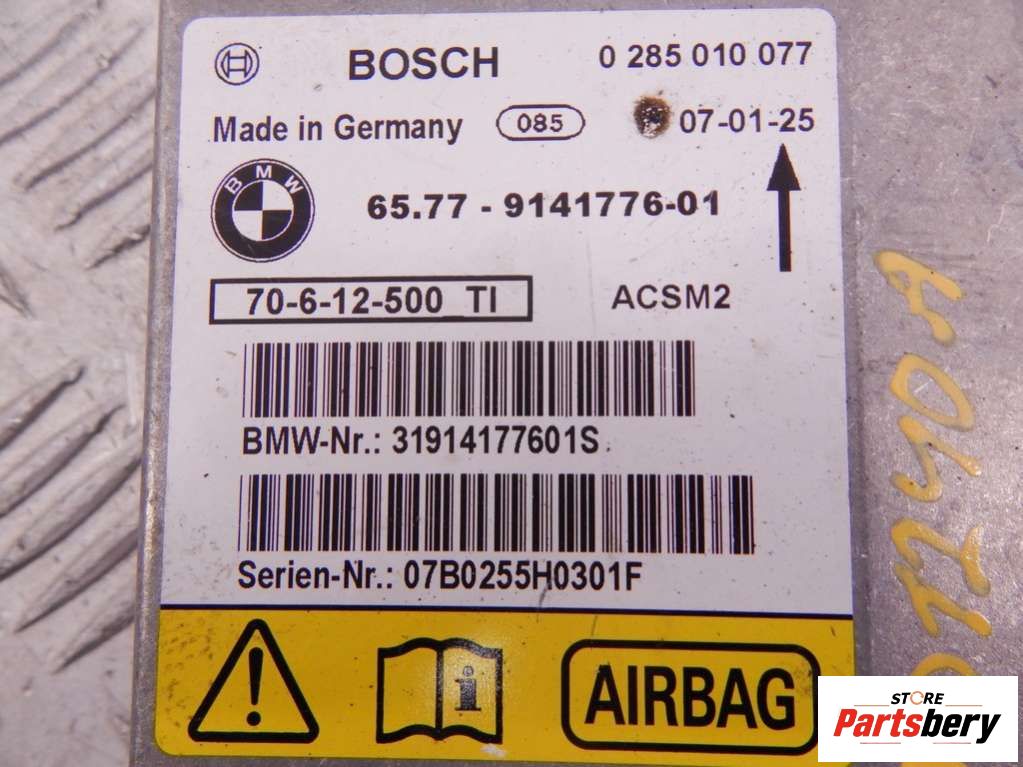 BOSCH 0 285 010 077
Made in Germany 085 07-01-25
BMW
65.77 - 9141776-01
70-6-12-500 TI ACSM2
BMW-Nr.: 31914177601S
Serien-Nr.: 07B0255H0301F
i AIRBAG
1240A
STORE
Partsbery